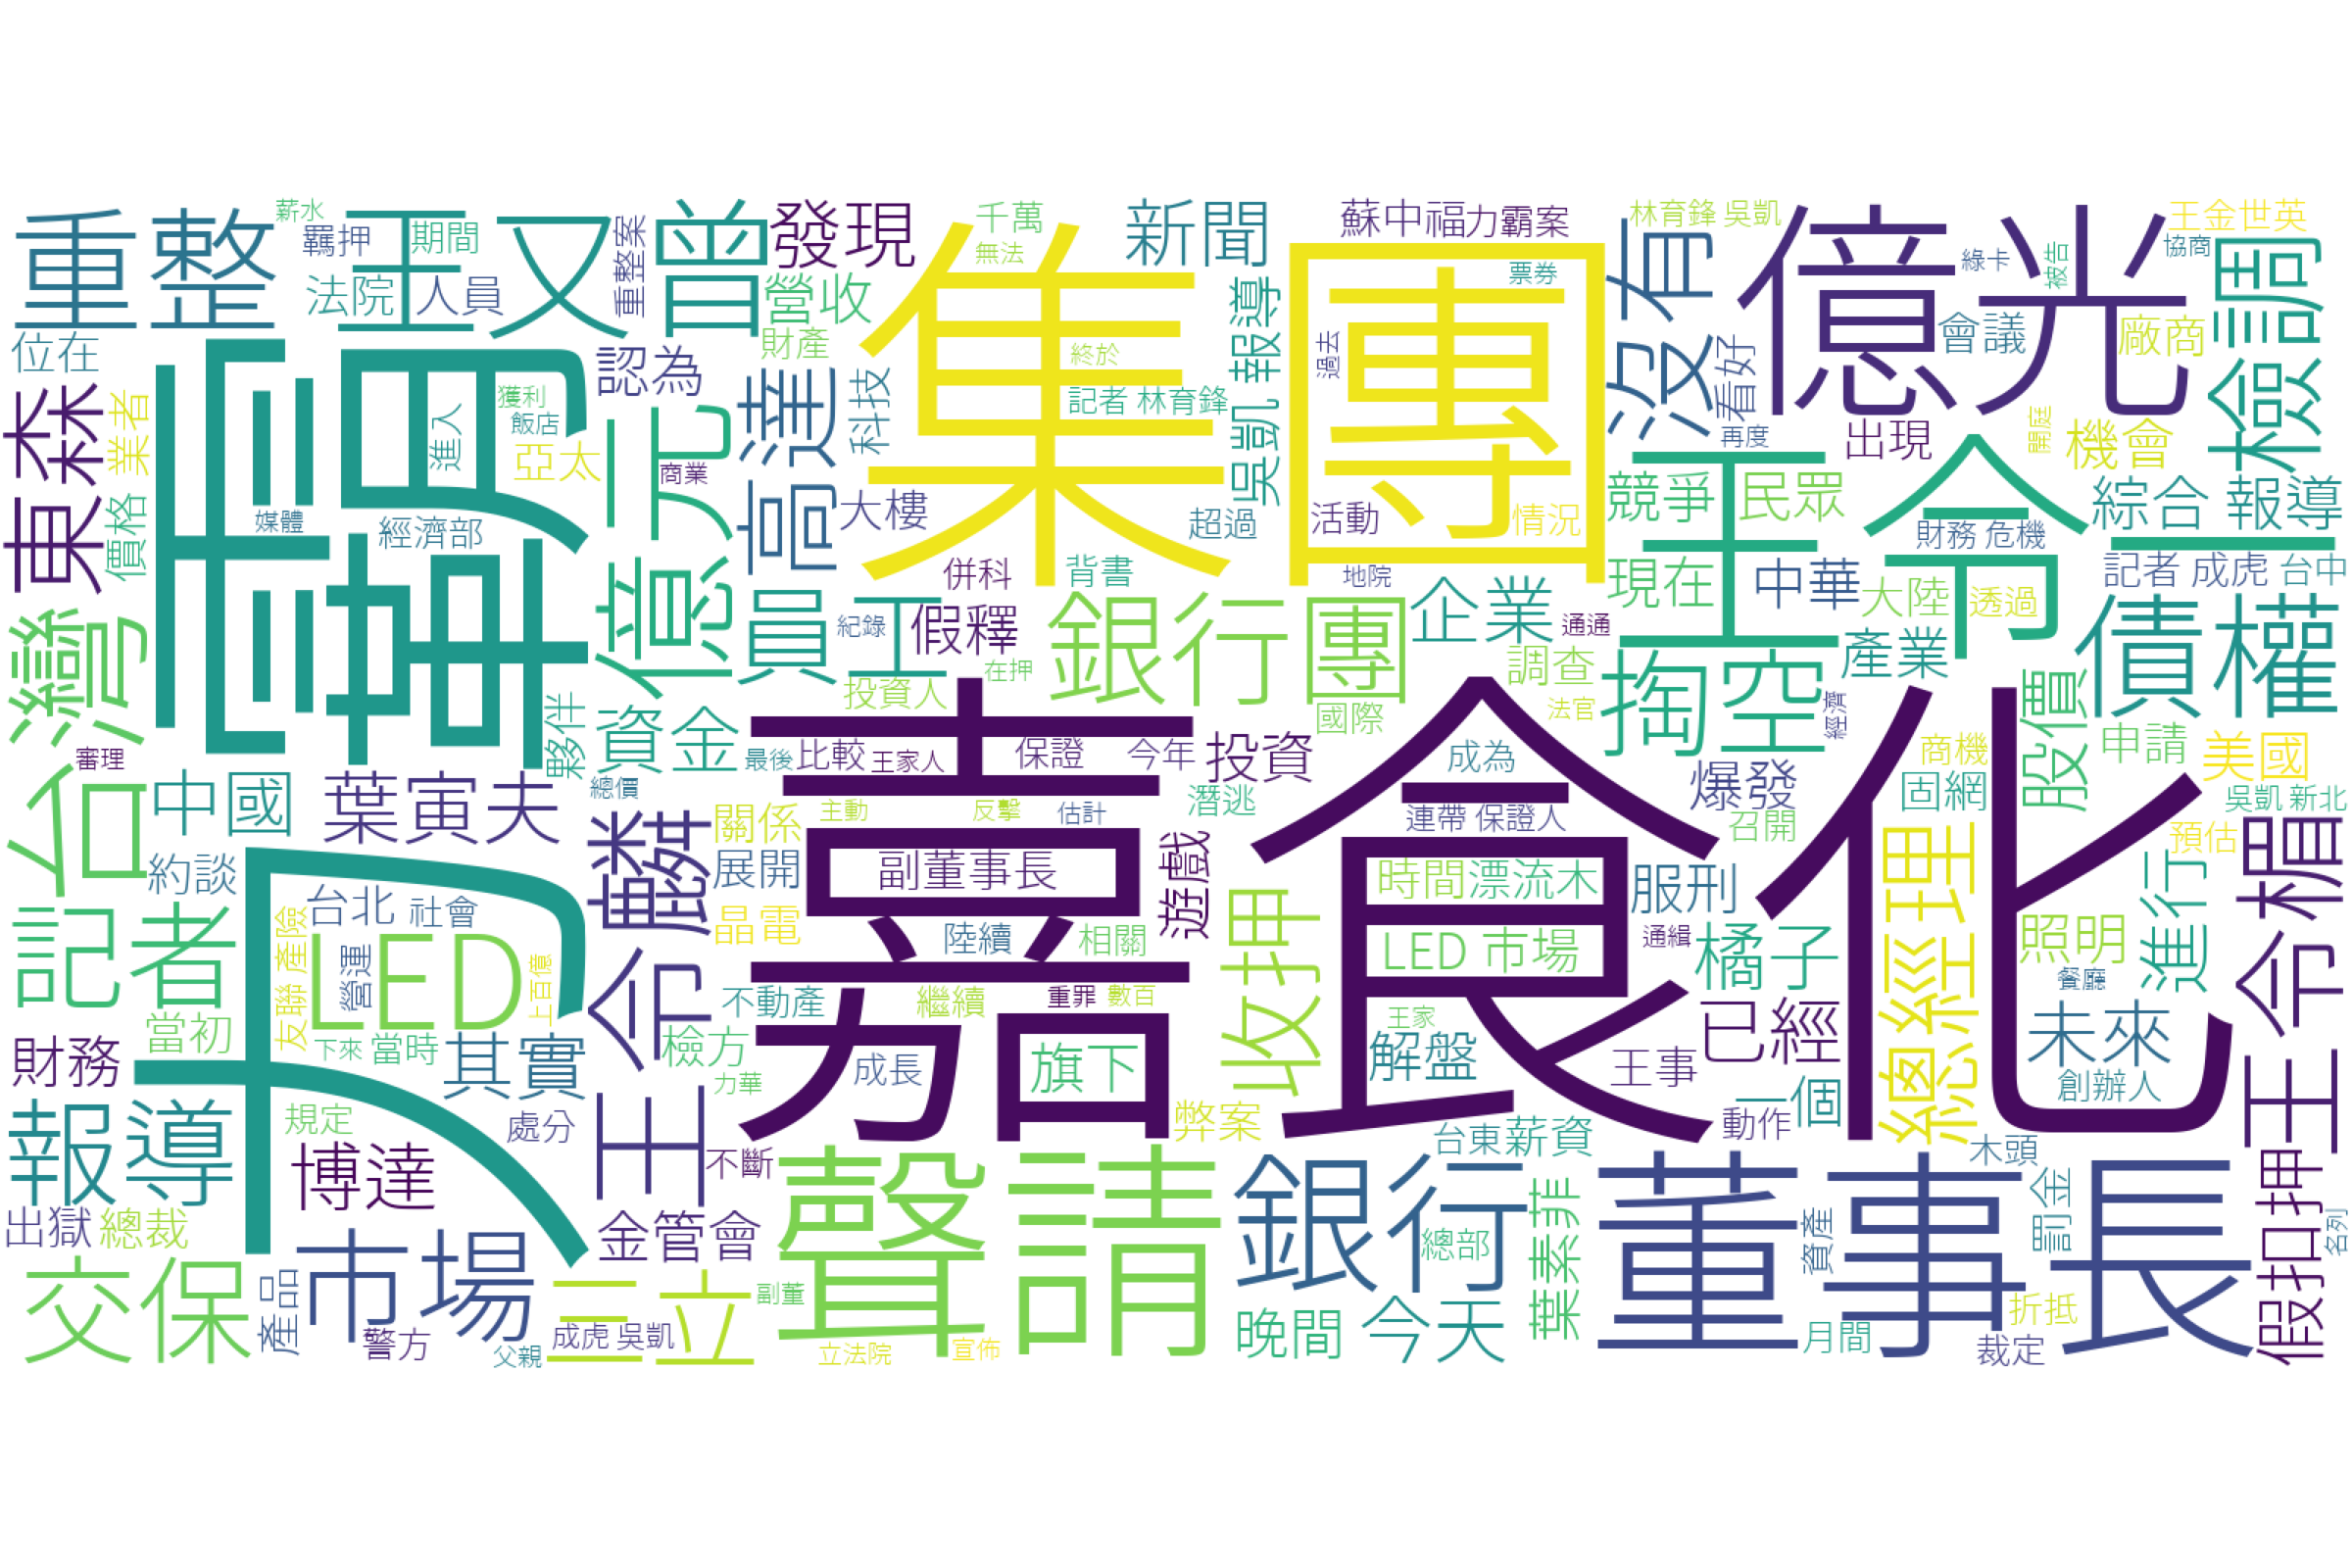 重整
王又曾
力霸
集團
嘉食化
億光
董事長
聲請
王令一
王令麟
王令楣
億元
台灣
東森
記者
LED
報導
市場
交保
三立
銀行
銀行團
債權
掏空
檢調
沒有
高達
員工
收押
總經理
假扣押
發現
新聞
營收
認為
薪水
羈押
期間
法院
人員
重整案
位在
業者
價格
進入
獲利
飯店
亞太
商業
媒體
經濟部
財產
科技
大樓
千萬
無法
終於
記者 林育鋒
吳凱 報導
超過
蘇中福
力霸案
票券
過去
活動
情況
林育鋒 吳凱
看好
會議
出現
再度
綠卡
被告
協商
王金世英
廠商
機會
開庭
競爭
民眾
綜合 報導
財務 危機
現在
中華
大陸
透過
記者 成虎
台中
併科
背書
地院
企業
通通
產業
假釋
紀錄
在押
投資人
國際
調查
法官
經濟
股價
申請
美國
商機
固網
吳凱 新北
預估
召開
爆發
資金
夥伴
最後
總價
比較
王家人
保證
今年
投資
潛逃
成為
連帶 保證人
審理
中國
葉寅夫
約談
關係
展開
主動
反擊
估計
副董事長
遊戲
時間
漂流木
服刑
照明
進行
台北
社會
晶電
陸續
相關
LED 市場
通緝
橘子
餐廳
友聯 產險
營運
上百億
不動產
繼續
重罪
數百
王家
已經
未來
當初
下來
當時
其實
檢方
力華
成長
旗下
解盤
王事
一個
創辦人
財務
規定
處分
不斷
弊案
台東
薪資
動作
木頭
博達
出獄
總裁
金管會
總部
葉素菲
資產
罰金
名列
產品
警方
父親
成虎 吳凱
副董
立法院
宣佈
晚間
今天
月間
折抵
裁定